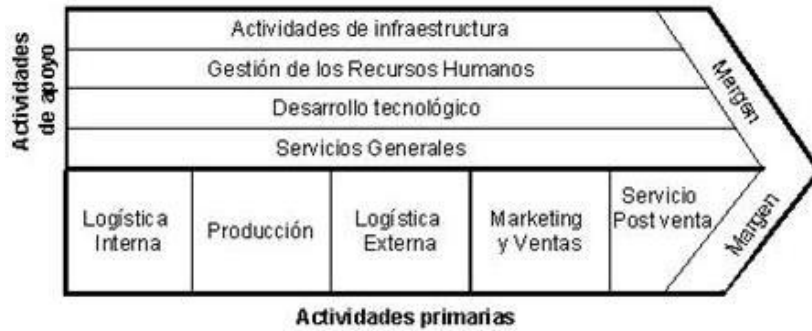 Actividades
de apoyo
Actividades de infraestructura
Gestión de los Recursos Humanos
Desarrollo tecnológico
Servicios Generales
Margen
Logística
Interna
Producción
Logística
Externa
Marketing
y Ventas
Servicio
Post venta
Margen
Actividades primarias